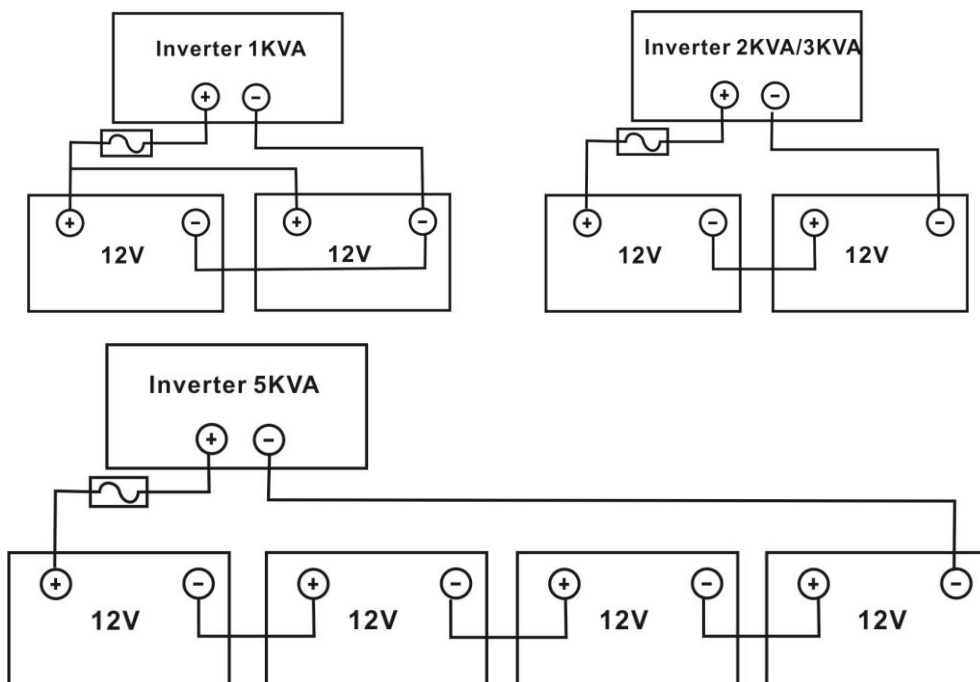 Inverter 1KVA
+ −
+ − + −
12V 12V
Inverter 2KVA/3KVA
+ −
+ − + −
12V 12V
Inverter 5KVA
+ −
+ − + − + − + −
12V 12V 12V 12V